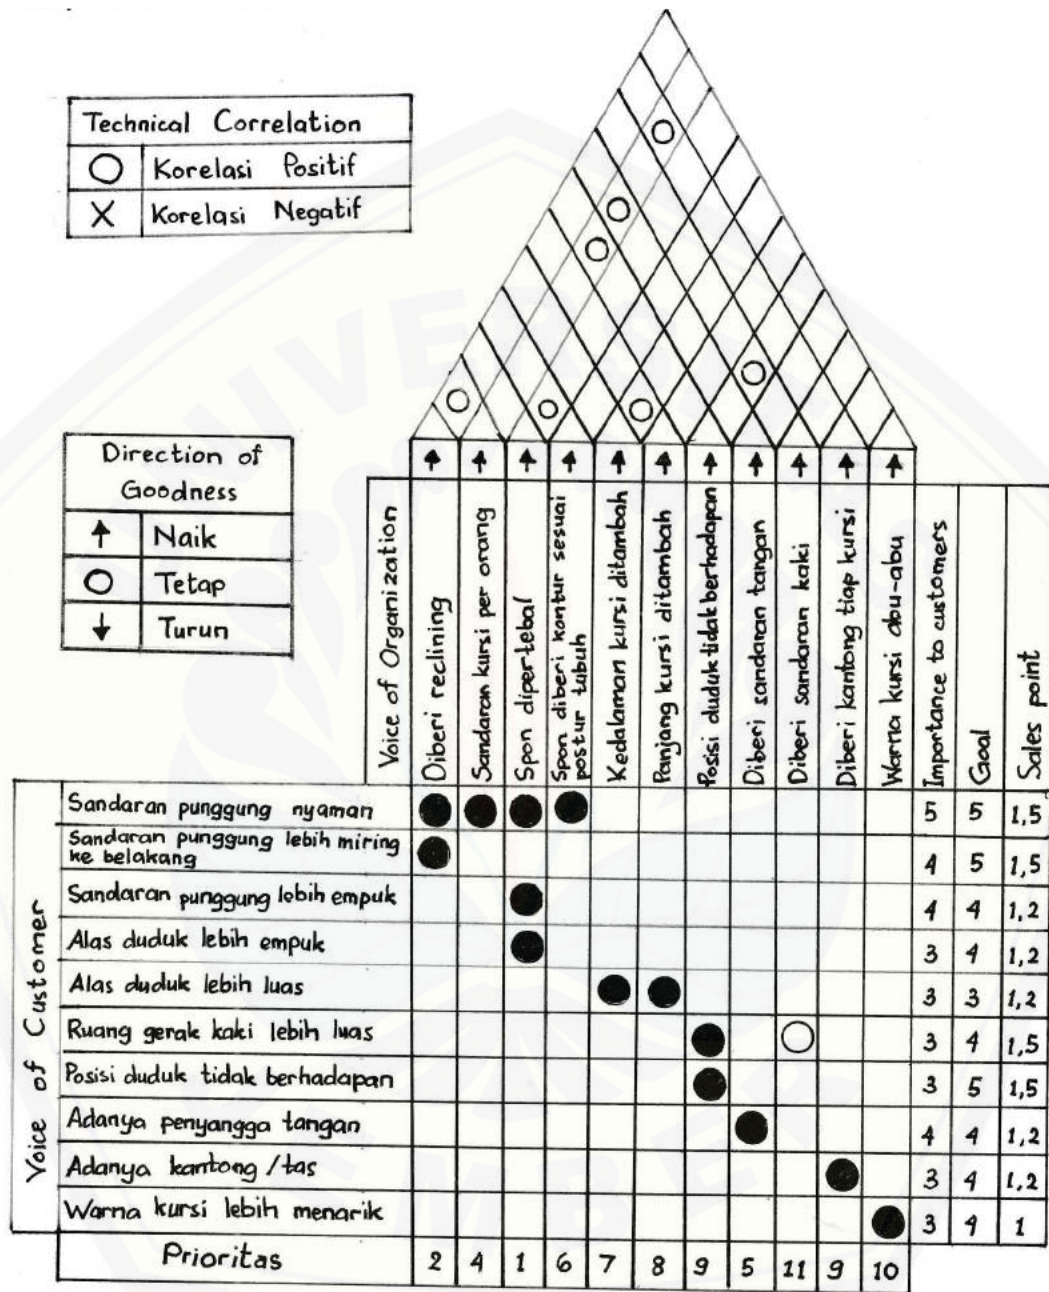 Technical Correlation
O Korelasi Positif
X Korelasi Negatif
Direction of Goodness
↑ Naik
O Tetap
↓ Turun
Voice of Organization
Diberi reclining
Sandaran kursi per orang
Spon dipertebal
Spon diberi kontur sesuai
postur tubuh
Kedalaman kursi ditambah
Panjang kursi ditambah
Posisi duduk tidak berhadapan
Diberi sandaran tangan
Diberi sandaran kaki
Diberi kantong tiap kursi
Warna kursi abu-abu
Importance to customers
Goal
Sales point
Voice of Customer
Sandaran punggung nyaman 5 5 1,5
Sandaran punggung lebih miring
ke belakang 4 5 1,5
Sandaran punggung lebih empuk 4 4 1,2
Alas duduk lebih empuk 3 4 1,2
Alas duduk lebih luas 3 3 1,2
Ruang gerak kaki lebih luas 3 4 1,5
Posisi duduk tidak berhadapan 3 5 1,5
Adanya penyangga tangan 4 4 1,2
Adanya kantong /tas 3 4 1,2
Warna kursi lebih menarik 3 4 1
Prioritas 2 4 1 6 7 8 9 5 11 9 10